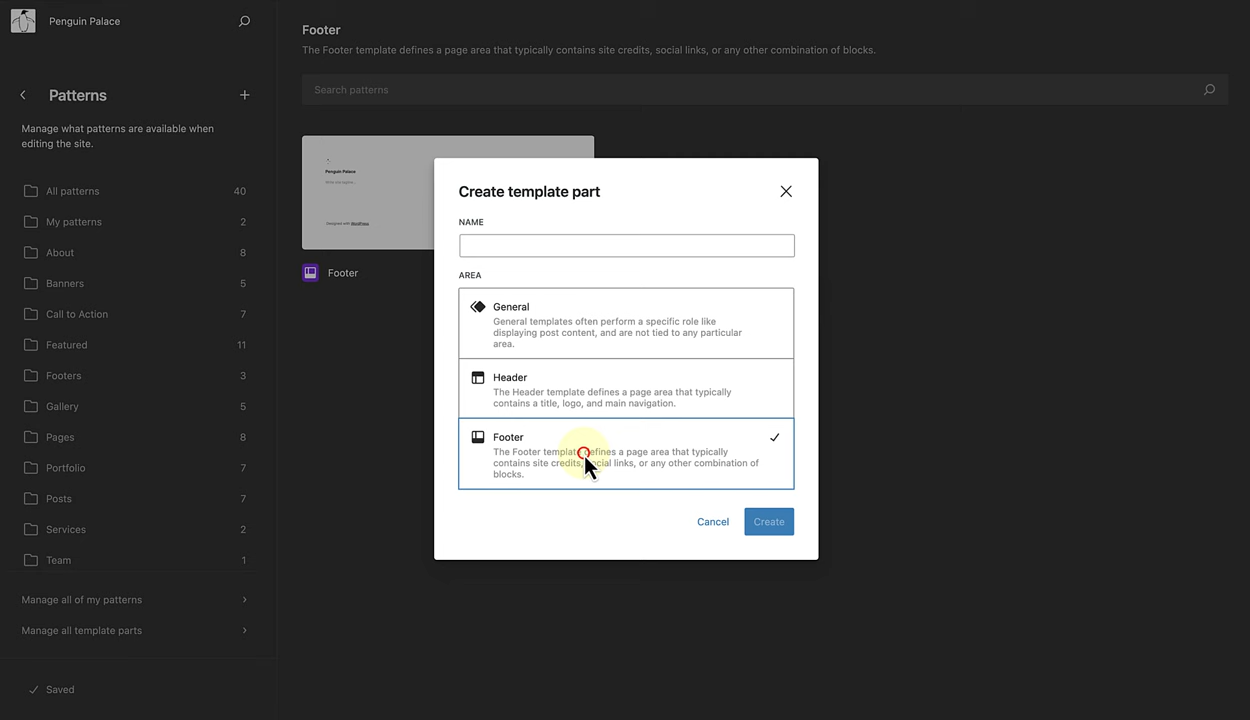 Penguin Palace
Patterns
Manage what patterns are available when
editing the site.
All patterns 40
My patterns 2
About 8
Banners 5
Call to Action 7
Featured 11
Footers 3
Gallery 5
Pages 8
Portfolio 7
Posts 7
Services 2
Team 1
Manage all of my patterns
Manage all template parts
Saved
Footer
The Footer template defines a page area that typically contains site credits, social links, or any other combination of blocks.
Search patterns
Penguin Palace
Designed with WordPress
Footer
Create template part
NAME
AREA
General
General templates often perform a specific role like
displaying post content, and are not tied to any particular
area.
Header
The Header template defines a page area that typically
contains a title, logo, and main navigation.
Footer
The Footer template defines a page area that typically
contains site credits, social links, or any other combination of
blocks.
Cancel
Create